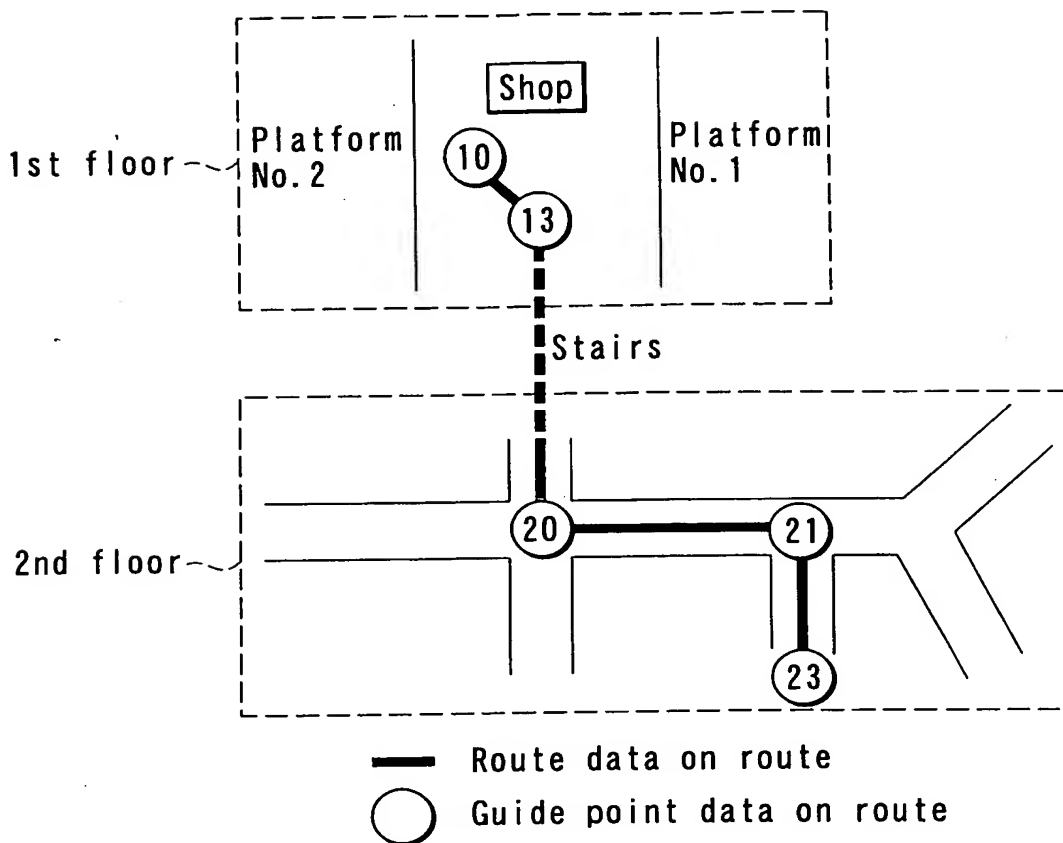 Shop
Platform
No.2
Platform
No.1
1st floor
10
13
Stairs
20
21
2nd floor
23
Route data on route
Guide point data on route